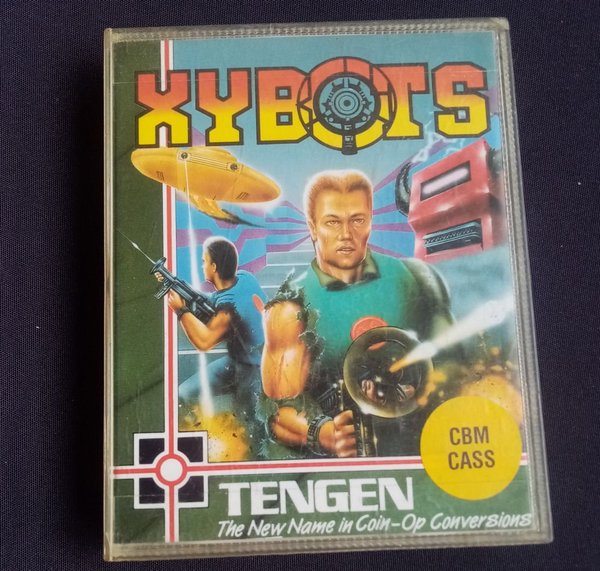 XYBOTS
CBM
CASS
TENGEN
The New Name in Coin-Op Conversions